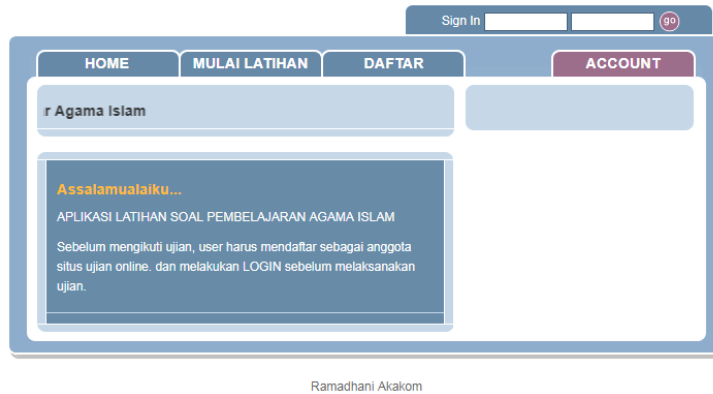 Sign In go
HOME MULAI LATIHAN DAFTAR ACCOUNT
Agama Islam
Assalamualaiku...
APLIKASI LATIHAN SOAL PEMBELAJARAN AGAMA ISLAM
Sebelum mengikuti ujian, user harus mendaftar sebagai anggota
situs ujian online. dan melakukan LOGIN sebelum melaksanakan
ujian.
Ramadhani Akakom